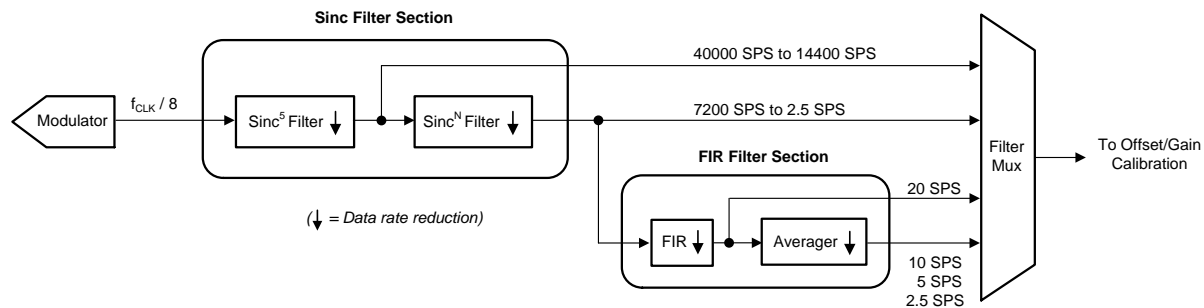 Sinc Filter Section
40000 SPS to 14400 SPS
Modulator
fCLK / 8
Sinc5 Filter
SincN Filter
7200 SPS to 2.5 SPS
Filter
Mux
To Offset/Gain
Calibration
FIR Filter Section
20 SPS
(↓ = Data rate reduction)
FIR
Averager
10 SPS
5 SPS
2.5 SPS